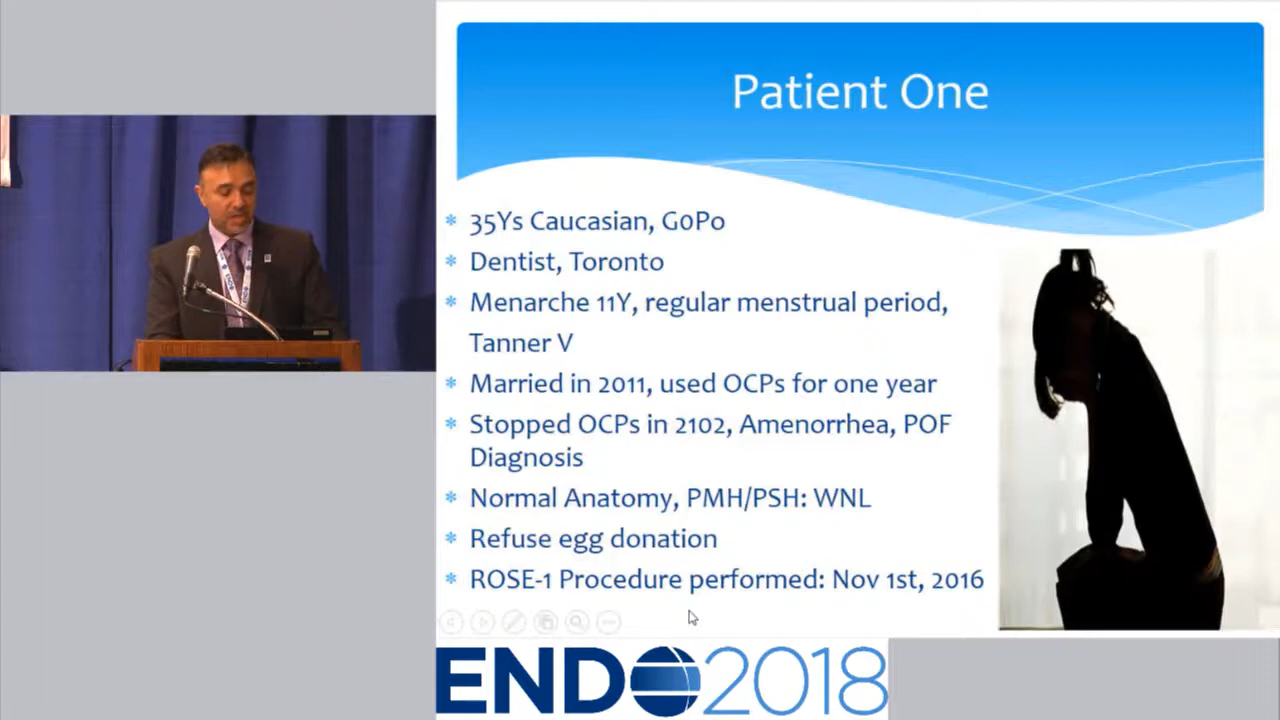 Patient One
* 35Ys Caucasian, G0P0
* Dentist, Toronto
* Menarche 11Y, regular menstrual period,
Tanner V
* Married in 2011, used OCPs for one year
* Stopped OCPs in 2102, Amenorrhea, POF
Diagnosis
* Normal Anatomy, PMH/PSH: WNL
* Refuse egg donation
* ROSE-1 Procedure performed: Nov 1st, 2016
ENDO2018